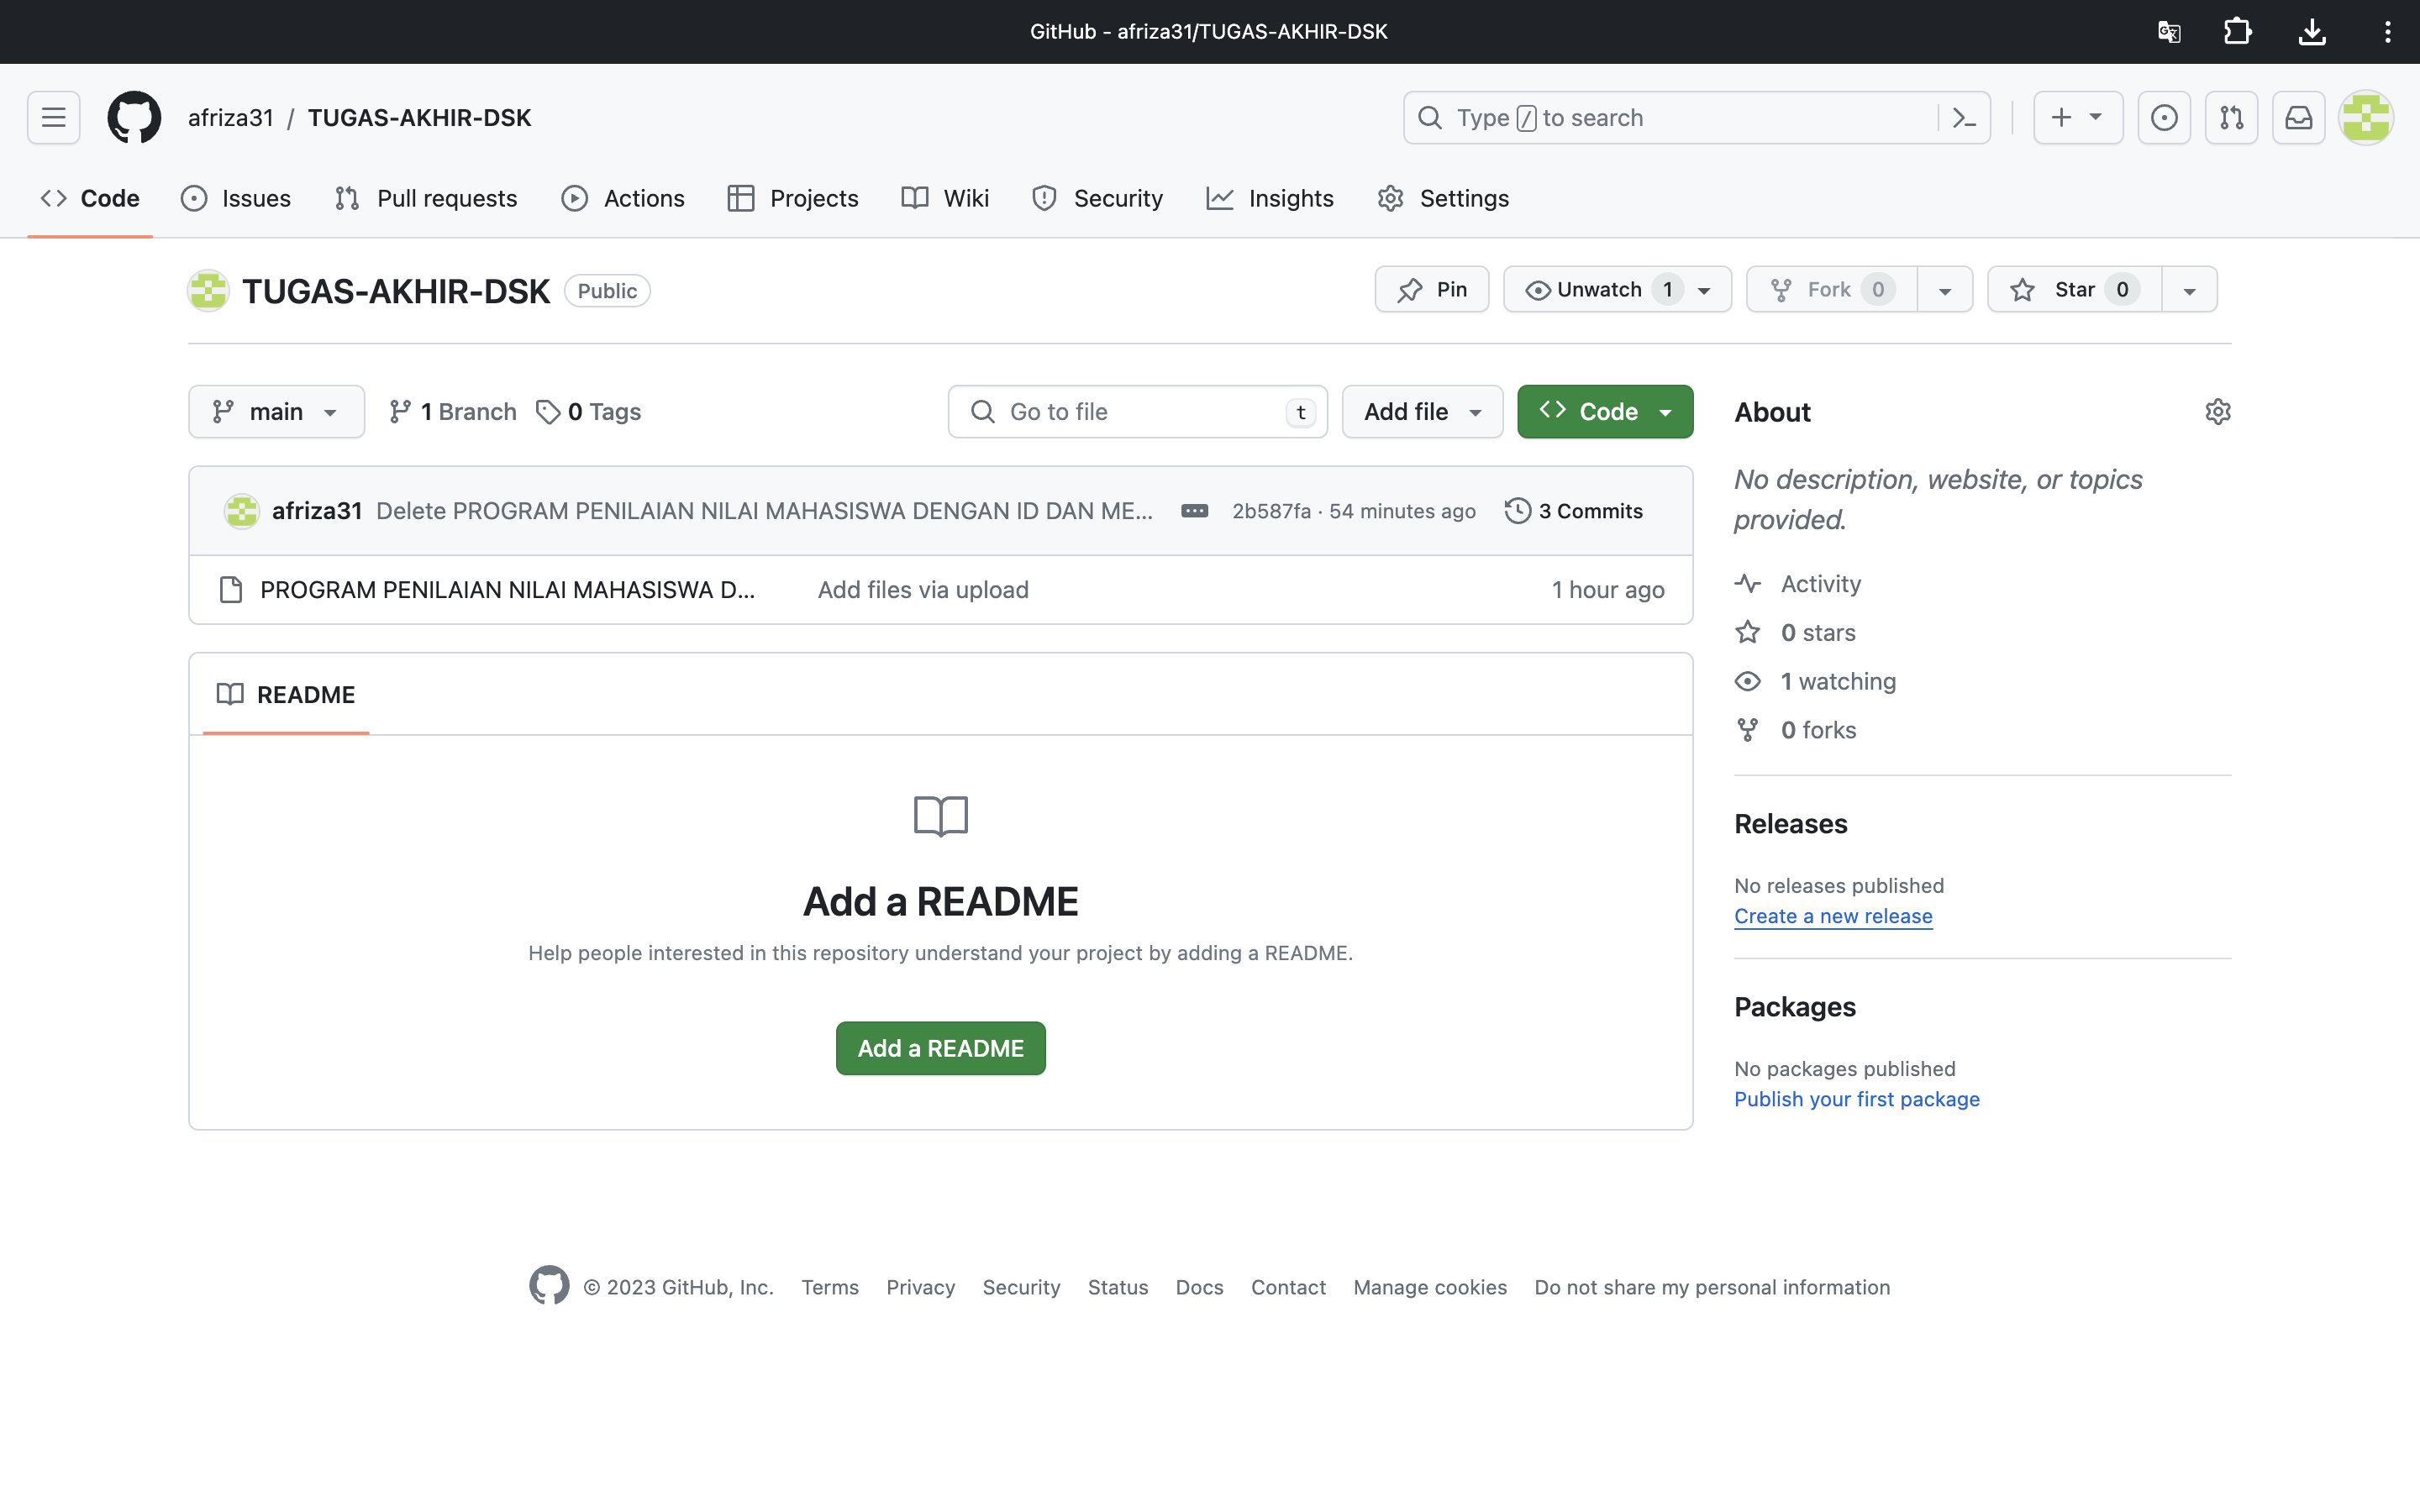 GitHub - afriza31/TUGAS-AKHIR-DSK
afriza31 / TUGAS-AKHIR-DSK
Type / to search
Code Issues Pull requests Actions Projects Wiki Security Insights Settings
TUGAS-AKHIR-DSK Public
Pin Unwatch 1 Fork 0 Star 0
main 1 Branch 0 Tags Go to file t Add file Code
afriza31 Delete PROGRAM PENILAIAN NILAI MAHASISWA DENGAN ID DAN ME... 2b587fa · 54 minutes ago 3 Commits
PROGRAM PENILAIAN NILAI MAHASISWA D... Add files via upload 1 hour ago
README
Add a README
Help people interested in this repository understand your project by adding a README.
Add a README
About
No description, website, or topics
provided.
Activity
0 stars
1 watching
0 forks
Releases
No releases published
Create a new release
Packages
No packages published
Publish your first package
© 2023 GitHub, Inc. Terms Privacy Security Status Docs Contact Manage cookies Do not share my personal information